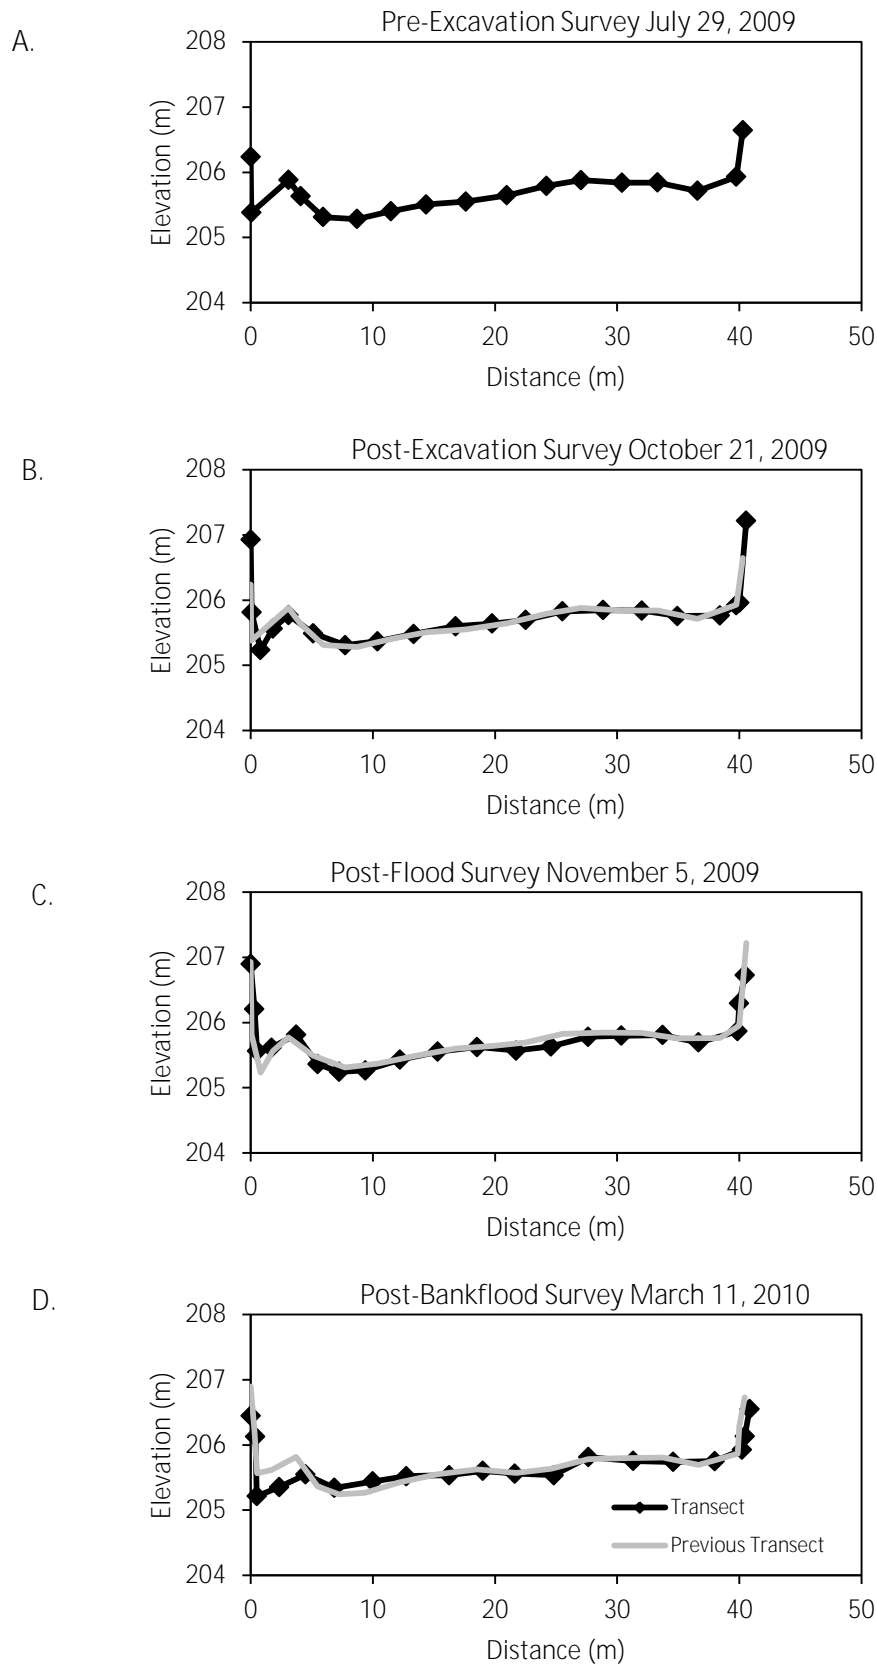 A.
Pre-Excavation Survey July 29, 2009
208
207
206
205
204
Elevation (m)
0 10 20 30 40 50
Distance (m)
B.
Post-Excavation Survey October 21, 2009
208
207
206
205
204
Elevation (m)
0 10 20 30 40 50
Distance (m)
C.
Post-Flood Survey November 5, 2009
208
207
206
205
204
Elevation (m)
0 10 20 30 40 50
Distance (m)
D.
Post-Bankflood Survey March 11, 2010
208
207
206
205
204
Elevation (m)
Transect
Previous Transect
0 10 20 30 40 50
Distance (m)